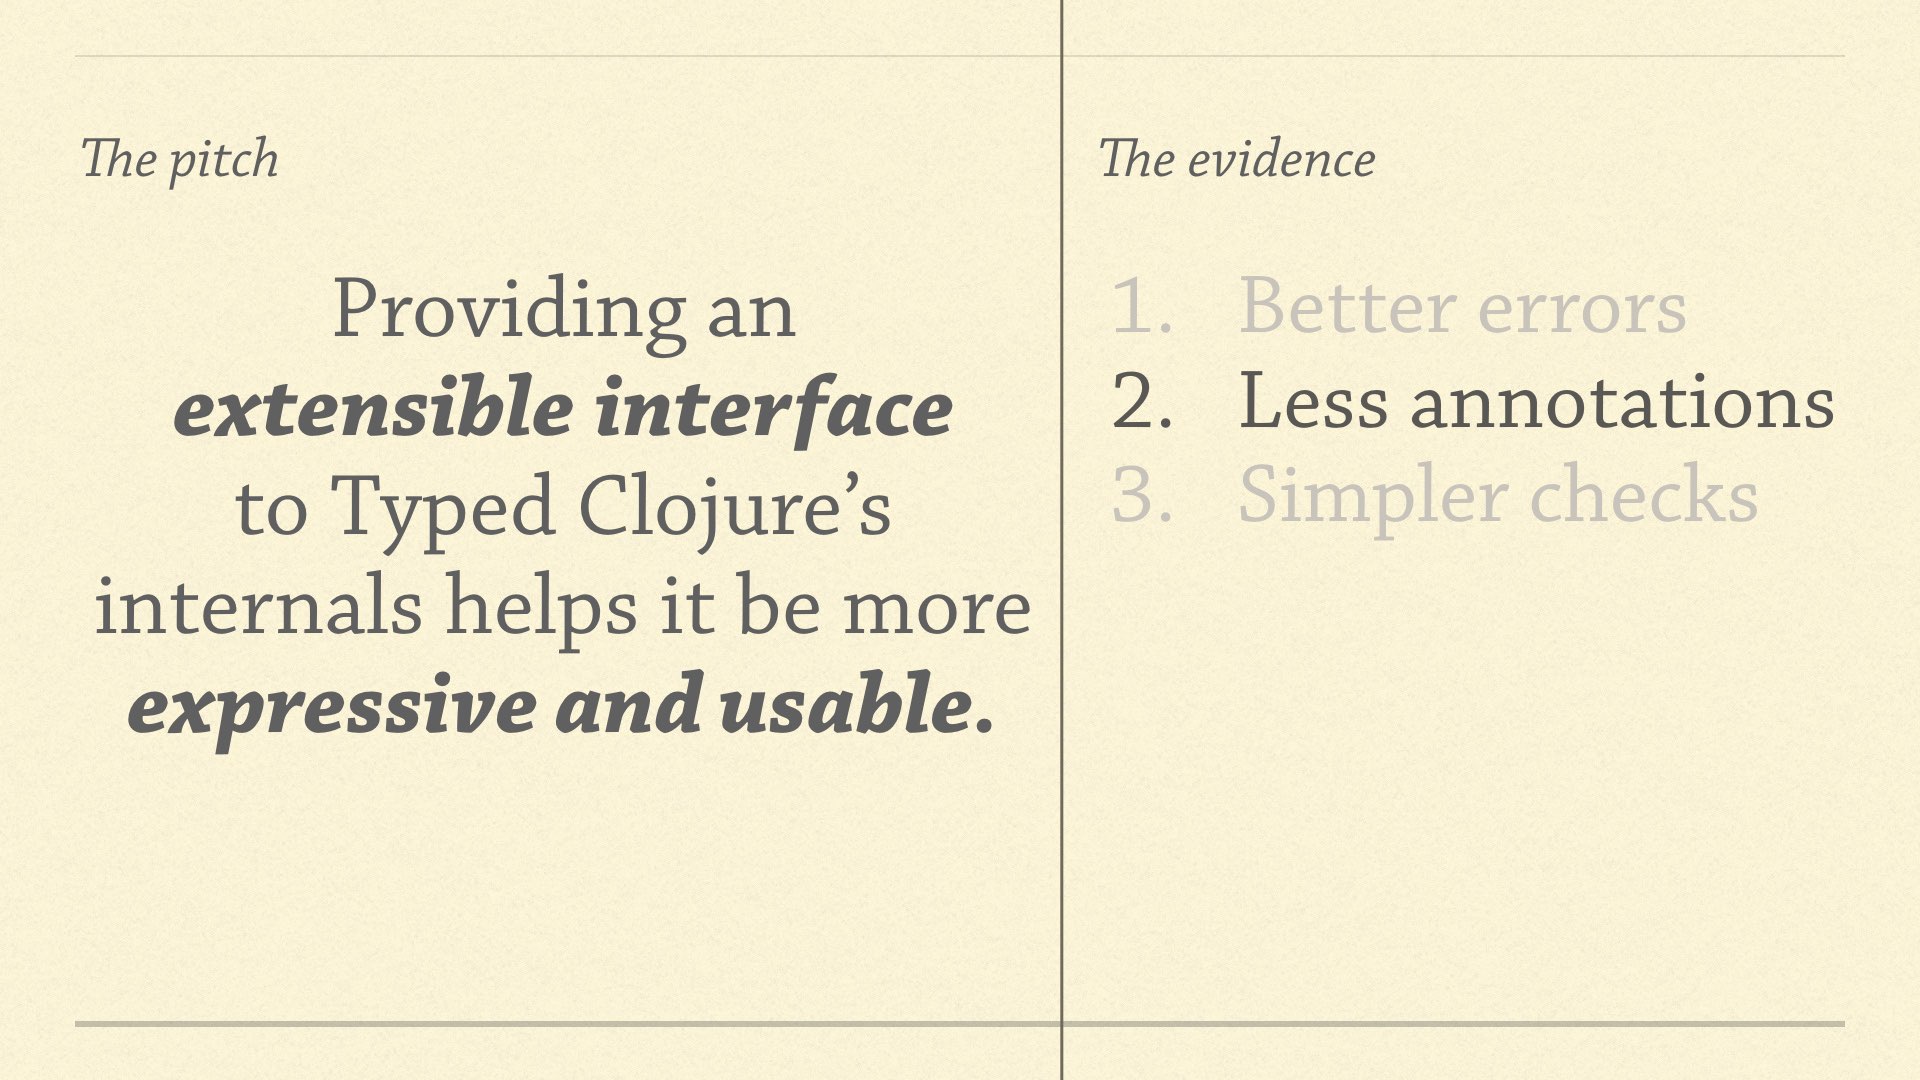 The pitch
Providing an
extensible interface
to Typed Clojure’s
internals helps it be more
expressive and usable.
The evidence
1. Better errors
2. Less annotations
3. Simpler checks